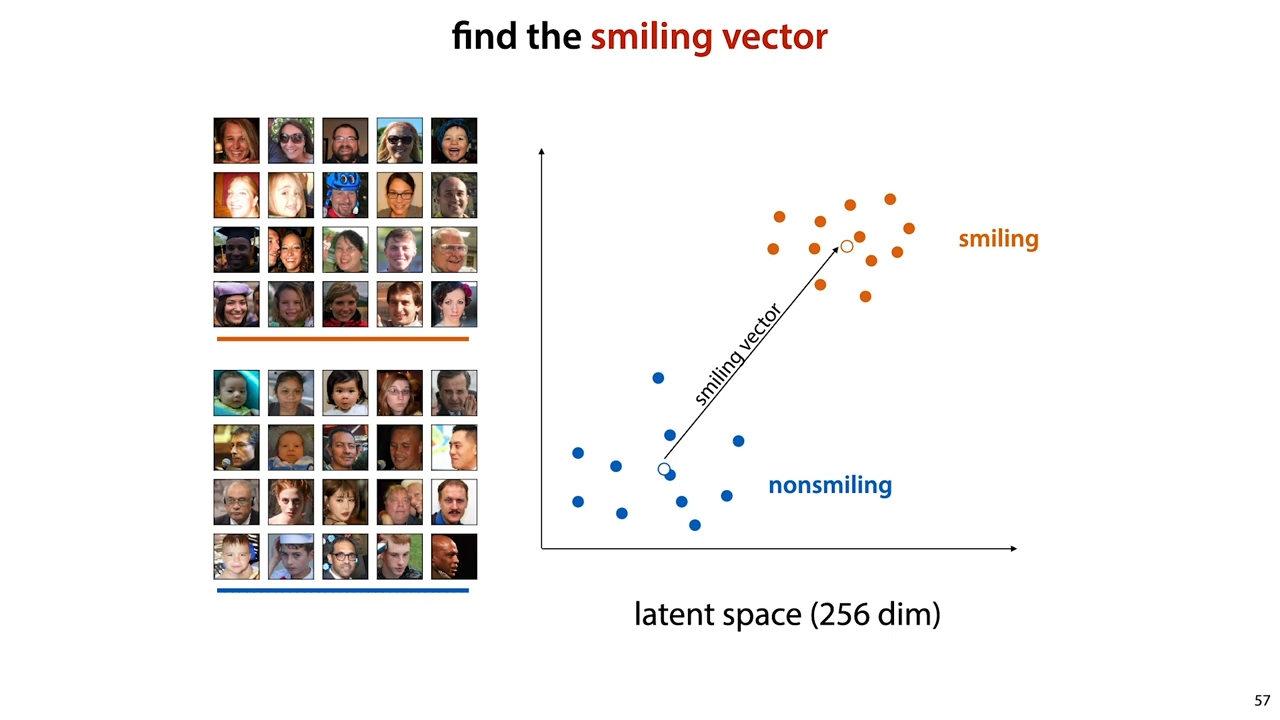 find the smiling vector
smiling
smiling vector
nonsmiling
latent space (256 dim)
57